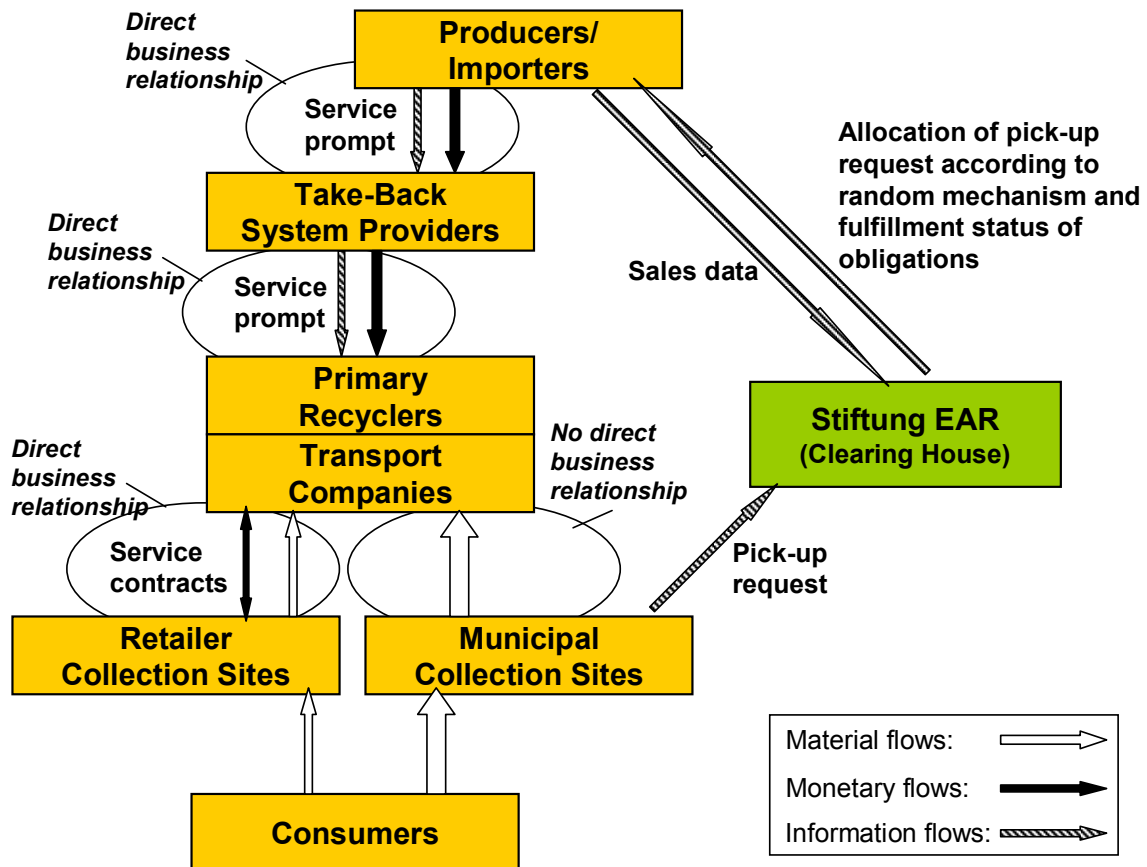 Direct
business
relationship
Producers/
Importers
Service
prompt
Allocation of pick-up
request according to
random mechanism and
fulfillment status of
obligations
Take-Back
System Providers
Direct
business
relationship
Sales data
Service
prompt
Primary
Recyclers
Stiftung EAR
(Clearing House)
Direct
business
relationship
Transport
Companies
No direct
business
relationship
Service
contracts
Pick-up
request
Retailer
Collection Sites
Municipal
Collection Sites
Material flows:
Monetary flows:
Information flows:
Consumers